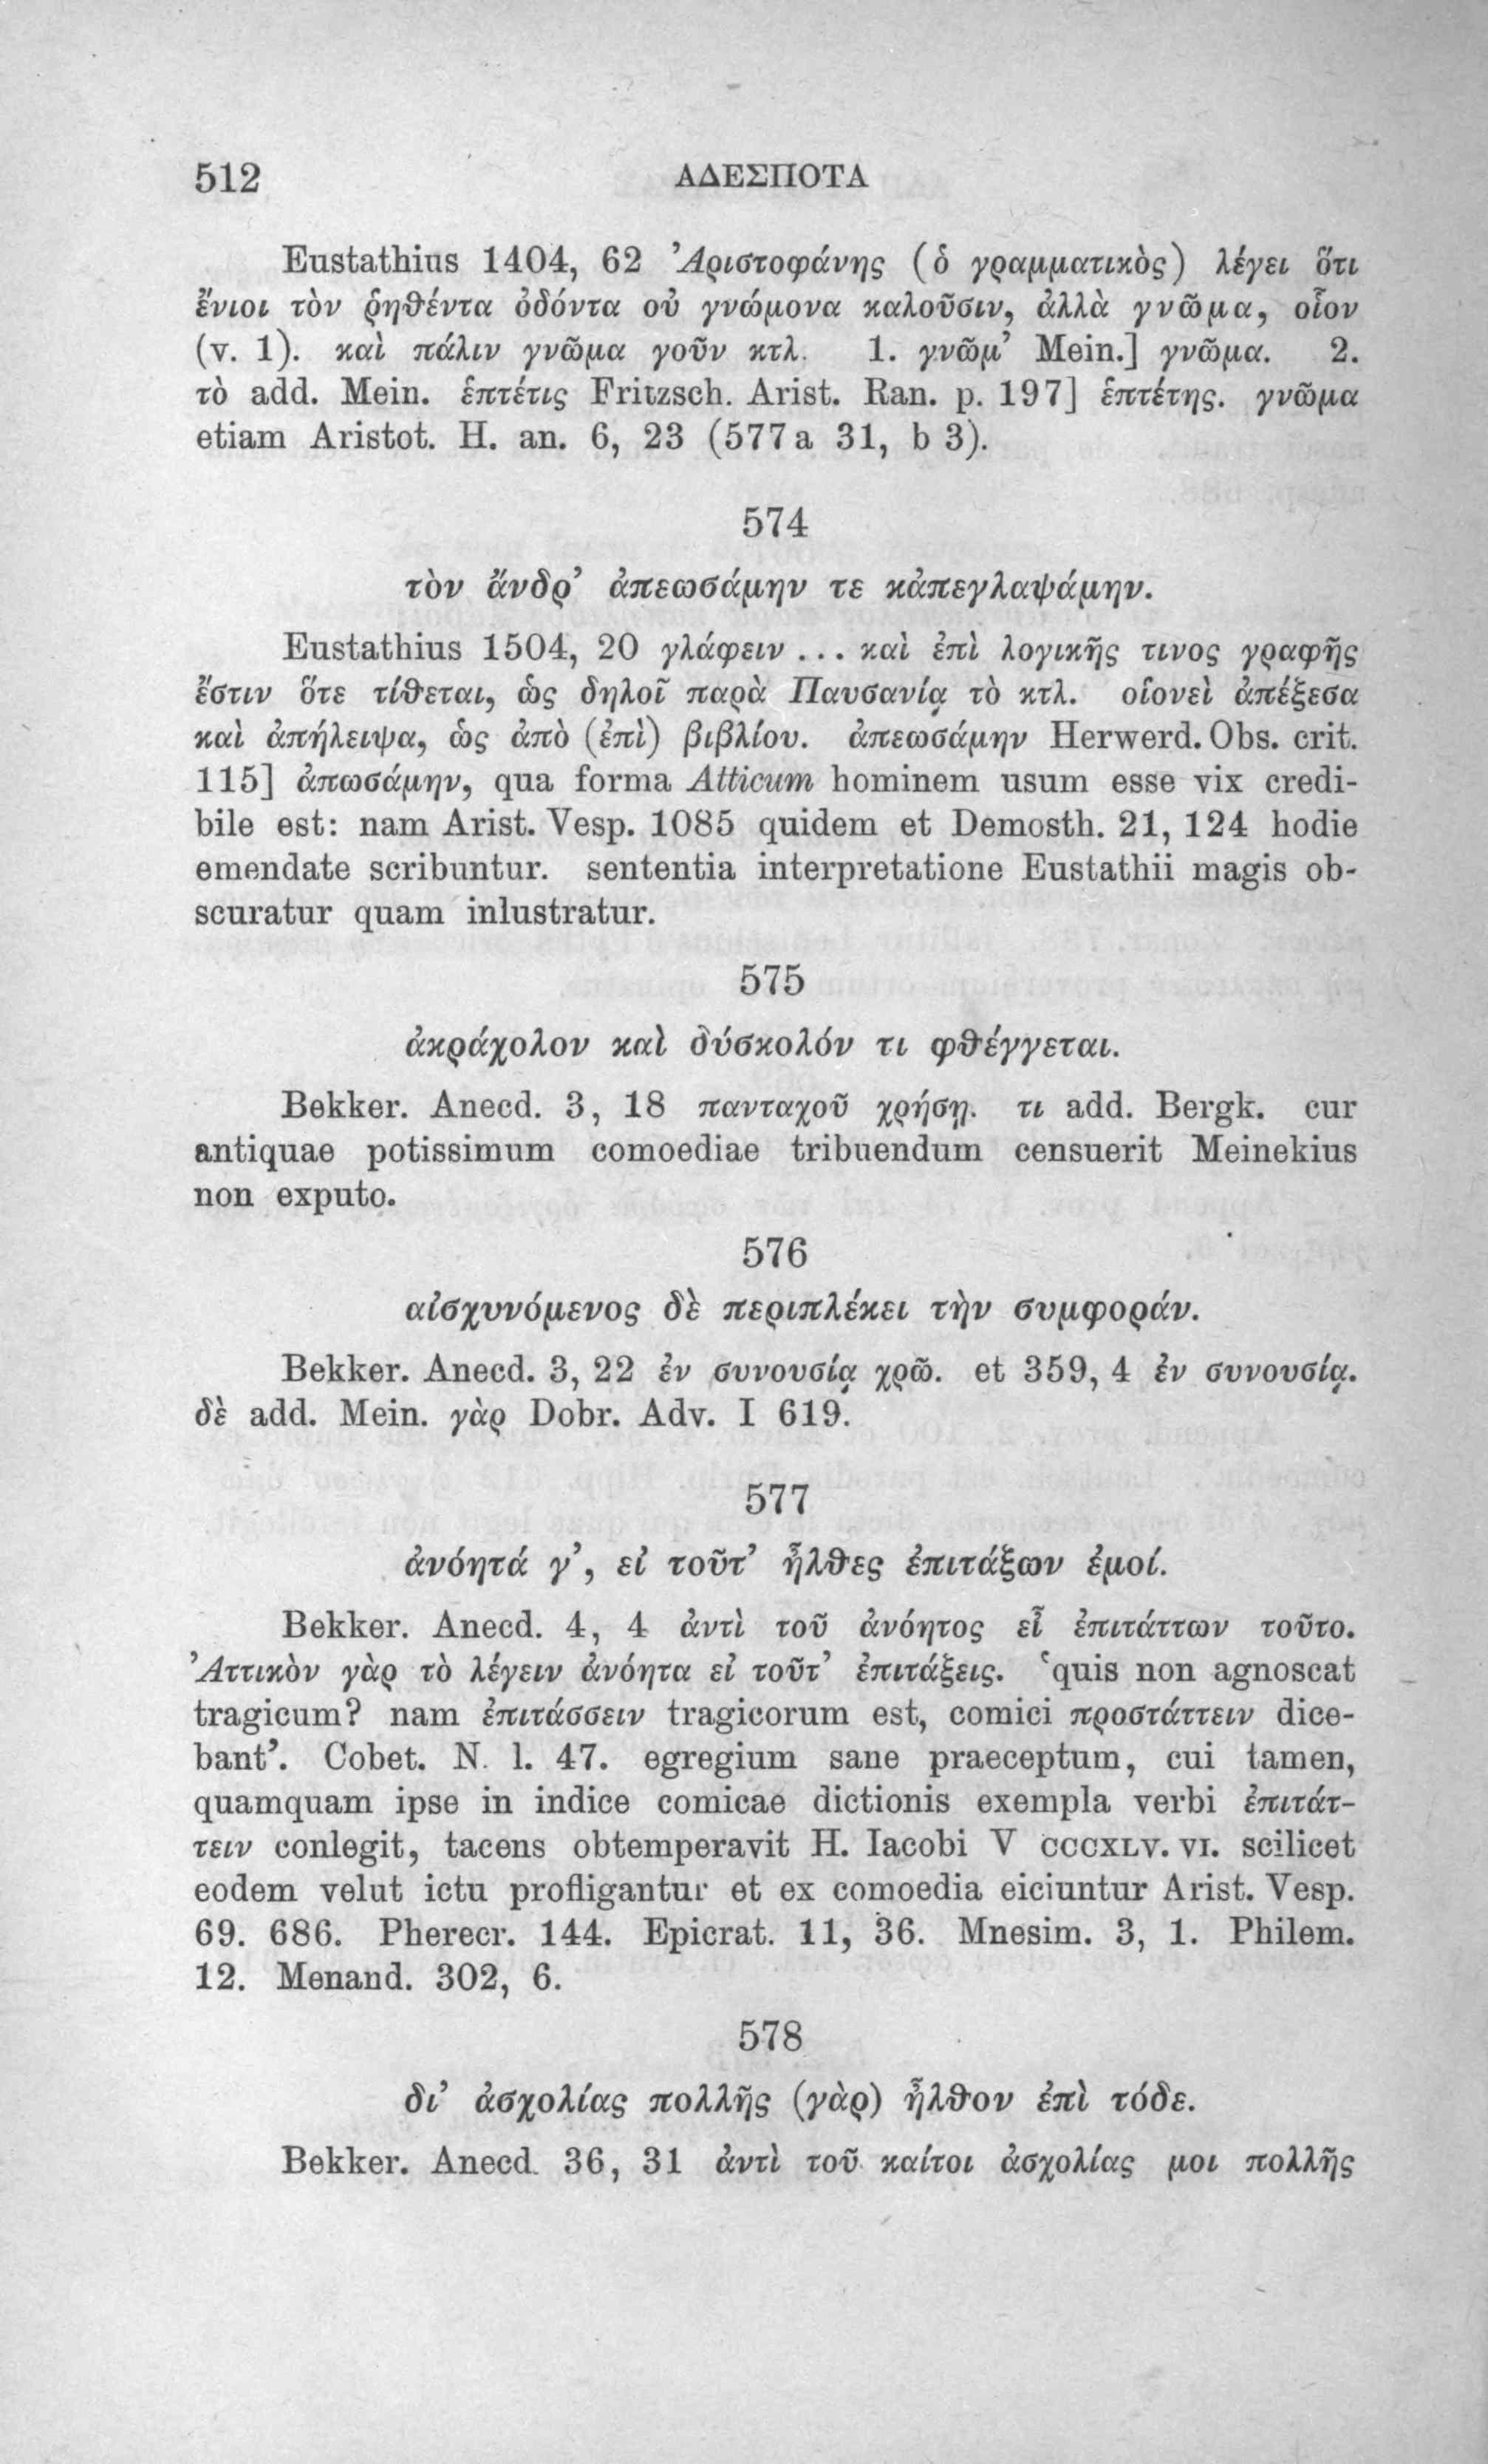 512 ΑΔΕΣΠΟΤΑ
Eustathius 1404, 62 Ἀριστοφάνης (ὁ γραμματικὸς) λέγει ὅτι
ἔνιοι τὸν ῥηθέντα ὀδόντα οὐ γνώμονα καλοῦσιν, ἀλλὰ γνῶμα, οἷον
(v. 1). καὶ πάλιν γνῶμα γοῦν κτλ. 1. γνῶμ’ Mein.] γνῶμα. 2.
τὸ add. Mein. ἑπτέτις Fritzsch. Arist. Ran. p. 197] ἑπτέτης. γνῶμα
etiam Aristot. H. an. 6, 23 (577a 31, b 3).
574
τὸν ἄνδρ’ ἀπεωσάμην τε κἀπεγλαψάμην.
Eustathius 1504, 20 γλάφειν ... καὶ ἐπὶ λογικῆς τινος γραφῆς
ἔστιν ὅτε τίθεται, ὡς δηλοῖ παρὰ Παυσανίᾳ τὸ κτλ. οἱονεὶ ἀπέξεσα
καὶ ἀπήλειψα, ὡς ἀπὸ (ἐπὶ) βιβλίου. ἀπεωσάμην Herwerd. Obs. crit.
115] ἀπωσάμην, qua forma Atticum hominem usum esse vix credi-
bile est: nam Arist. Vesp. 1085 quidem et Demosth. 21, 124 hodie
emendate scribuntur. sententia interpretatione Eustathii magis ob-
scuratur quam inlustratur.
575
ἀκράχολον καὶ δύσκολόν τι φθέγγεται.
Bekker. Anecd. 3, 18 πανταχοῦ χρήσῃ. τι add. Bergk. cur
antiquae potissimum comoediae tribuendum censuerit Meinekius
non exputo.
576
αἰσχυνόμενος δὲ περιπλέκει τὴν συμφοράν.
Bekker. Anecd. 3, 22 ἐν συνουσίᾳ χρῶ. et 359, 4 ἐν συνουσίᾳ.
δὲ add. Mein. γὰρ Dobr. Adv. I 619.
577
ἀνόητά γ’, εἰ τοῦτ’ ἦλθες ἐπιτάξων ἐμοί.
Bekker. Anecd. 4, 4 ἀντὶ τοῦ ἀνόητος εἶ ἐπιτάττων τοῦτο.
Ἀττικὸν γὰρ τὸ λέγειν ἀνόητα εἰ τοῦτ’ ἐπιτάξεις. ‘quis non agnoscat
tragicum? nam ἐπιτάσσειν tragicorum est, comici προστάττειν dice-
bant’. Cobet. N. l. 47. egregium sane praeceptum, cui tamen,
quamquam ipse in indice comicae dictionis exempla verbi ἐπιτάτ-
τειν conlegit, tacens obtemperavit H. Iacobi V CCCXLV. VI. scilicet
eodem velut ictu profligantur et ex comoedia eiciuntur Arist. Vesp.
69. 686. Pherecr. 144. Epicrat. 11, 36. Mnesim. 3, 1. Philem.
12. Menand. 302, 6.
578
δι’ ἀσχολίας πολλῆς (γὰρ) ἦλθον ἐπὶ τόδε.
Bekker. Anecd. 36, 31 ἀντὶ τοῦ καίτοι ἀσχολίας μοι πολλῆς